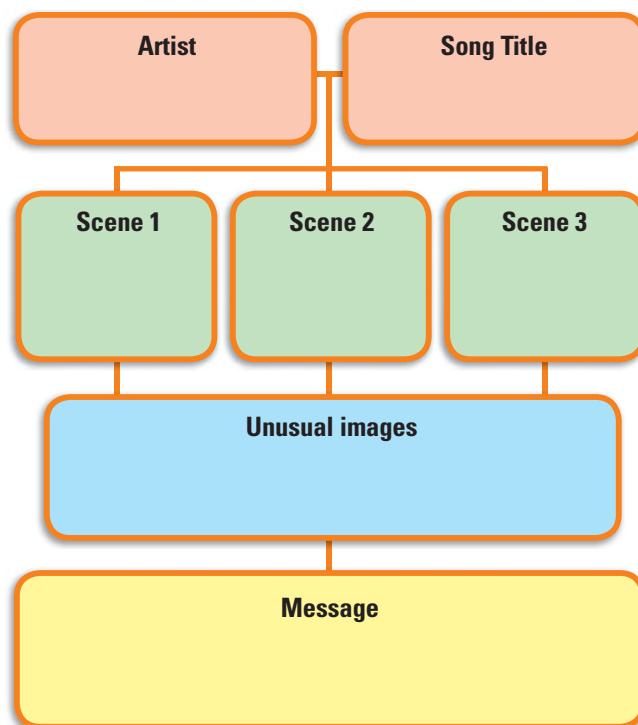 Artist
Song Title
Scene 1
Scene 2
Scene 3
Unusual images
Message